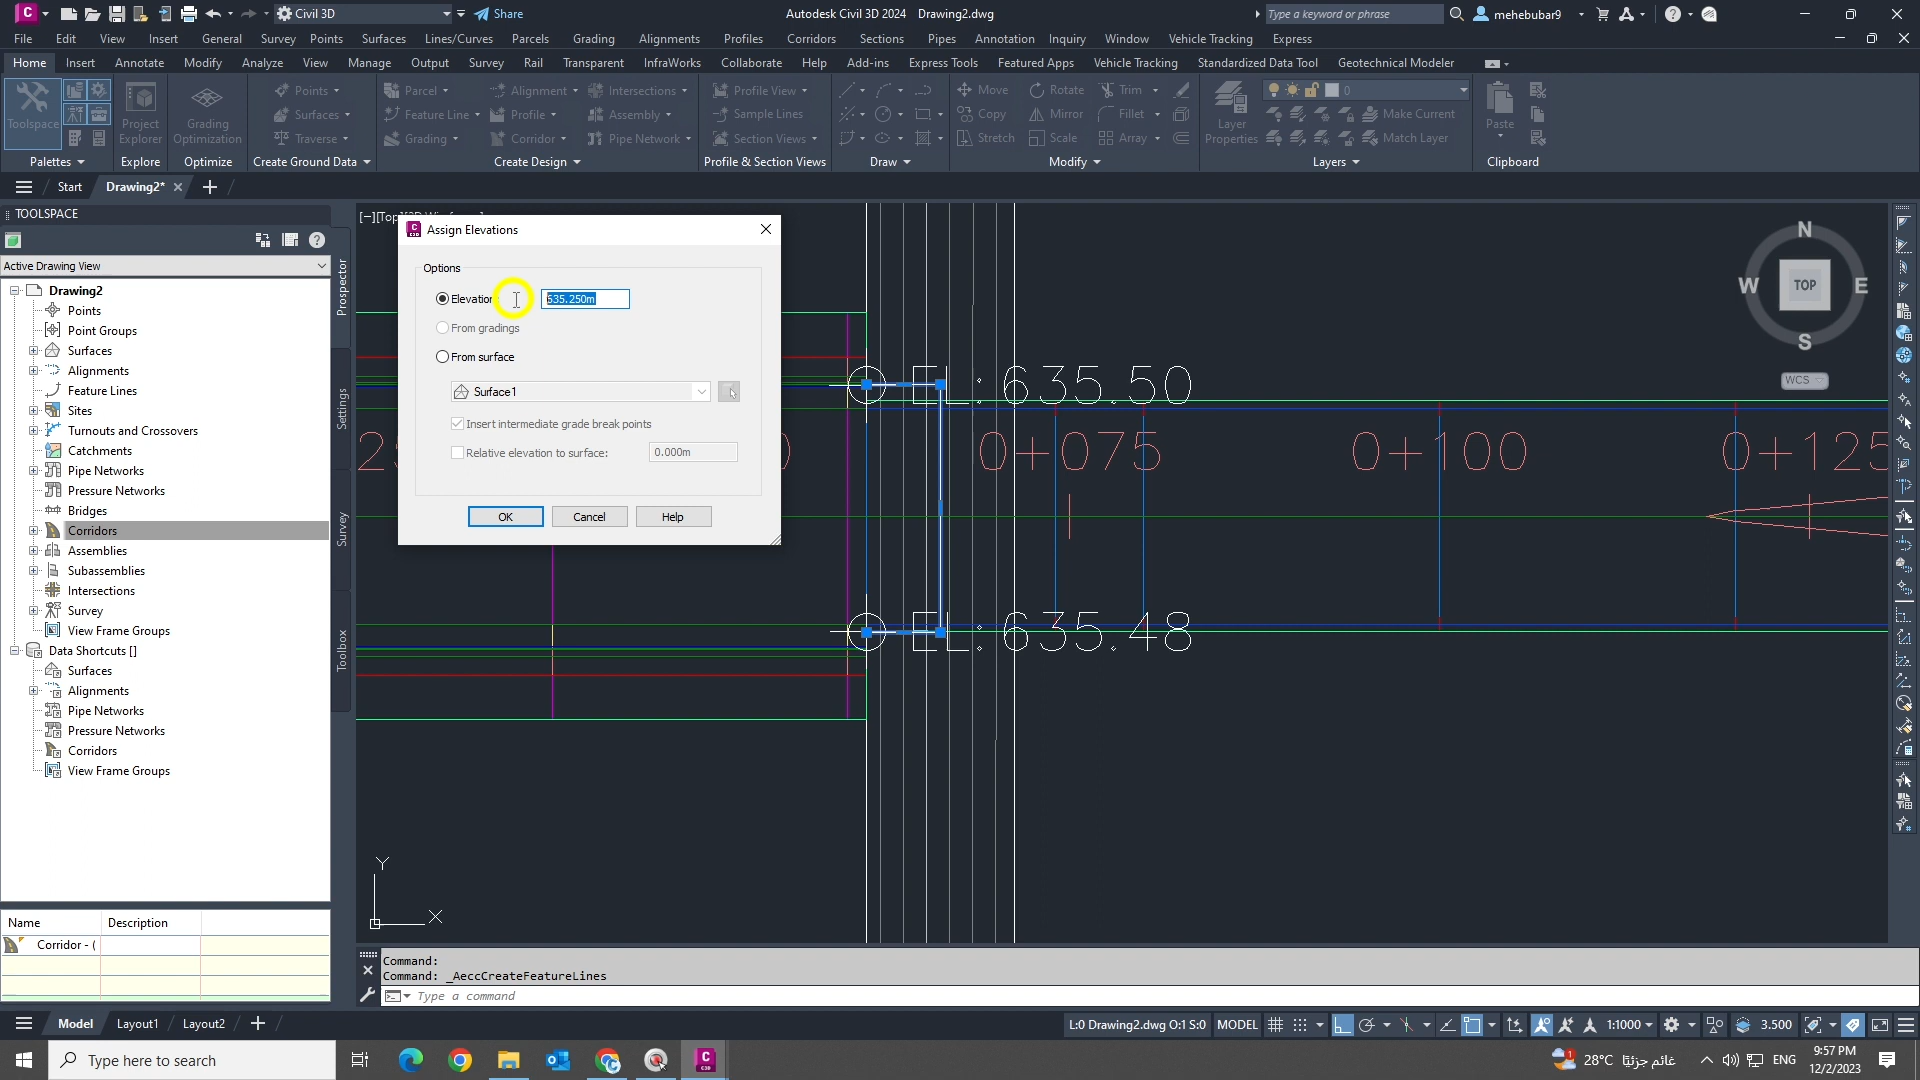 Civil 3D
Share
Autodesk Civil 3D 2024 Drawing2.dwg
Type a keyword or phrase
mehebubar9
File Edit View Insert General Survey Points Surfaces Lines/Curves Parcels Grading Alignments Profiles Corridors Sections Pipes Annotation Inquiry Window Vehicle Tracking Express
Home Insert Annotate Modify Analyze View Manage Output Survey Rail Transparent InfraWorks Collaborate Help Add-ins Express Tools Featured Apps Vehicle Tracking Standardized Data Tool Geotechnical Modeler
Points Parcel Alignment Intersections Profile View Move Rotate Trim 0
Toolspace Project Explorer Grading Optimization Surfaces Feature Line Profile Assembly Sample Lines Copy Mirror Fillet Layer Properties Make Current Paste
Traverse Grading Corridor Pipe Network Section Views Stretch Scale Array Match Layer
Palettes Explore Optimize Create Ground Data Create Design Profile & Section Views Draw Modify Layers Clipboard
Start Drawing2*
TOOLSPACE
Active Drawing View
Drawing2
Points
Point Groups
Surfaces
Alignments
Feature Lines
Sites
Turnouts and Crossovers
Catchments
Pipe Networks
Pressure Networks
Bridges
Corridors
Assemblies
Subassemblies
Intersections
Survey
View Frame Groups
Data Shortcuts []
Surfaces
Alignments
Pipe Networks
Pressure Networks
Corridors
View Frame Groups
Prospector
Settings
Survey
Toolbox
Name Description
Corridor - (
[−][Top]
Assign Elevations
Options
Elevation
635.250m
From gradings
From surface
Surface1
Insert intermediate grade break points
Relative elevation to surface:
0.000m
OK Cancel Help
N
W TOP E
S
WCS
EL: 635.50
0+075 0+100 0+125
EL: 635.48
Y
X
Command:
Command: _AeccCreateFeatureLines
Type a command
Model Layout1 Layout2
L:0 Drawing2.dwg O:1 S:0 MODEL 1:1000 3.500
Type here to search
28°C غائم جزئيًا
ENG
9:57 PM
12/2/2023